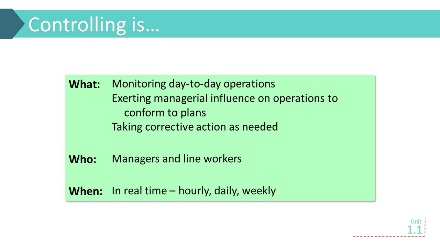 Controlling is…
What: Monitoring day-to-day operations
Exerting managerial influence on operations to
conform to plans
Taking corrective action as needed
Who: Managers and line workers
When: In real time – hourly, daily, weekly
Unit
1.1